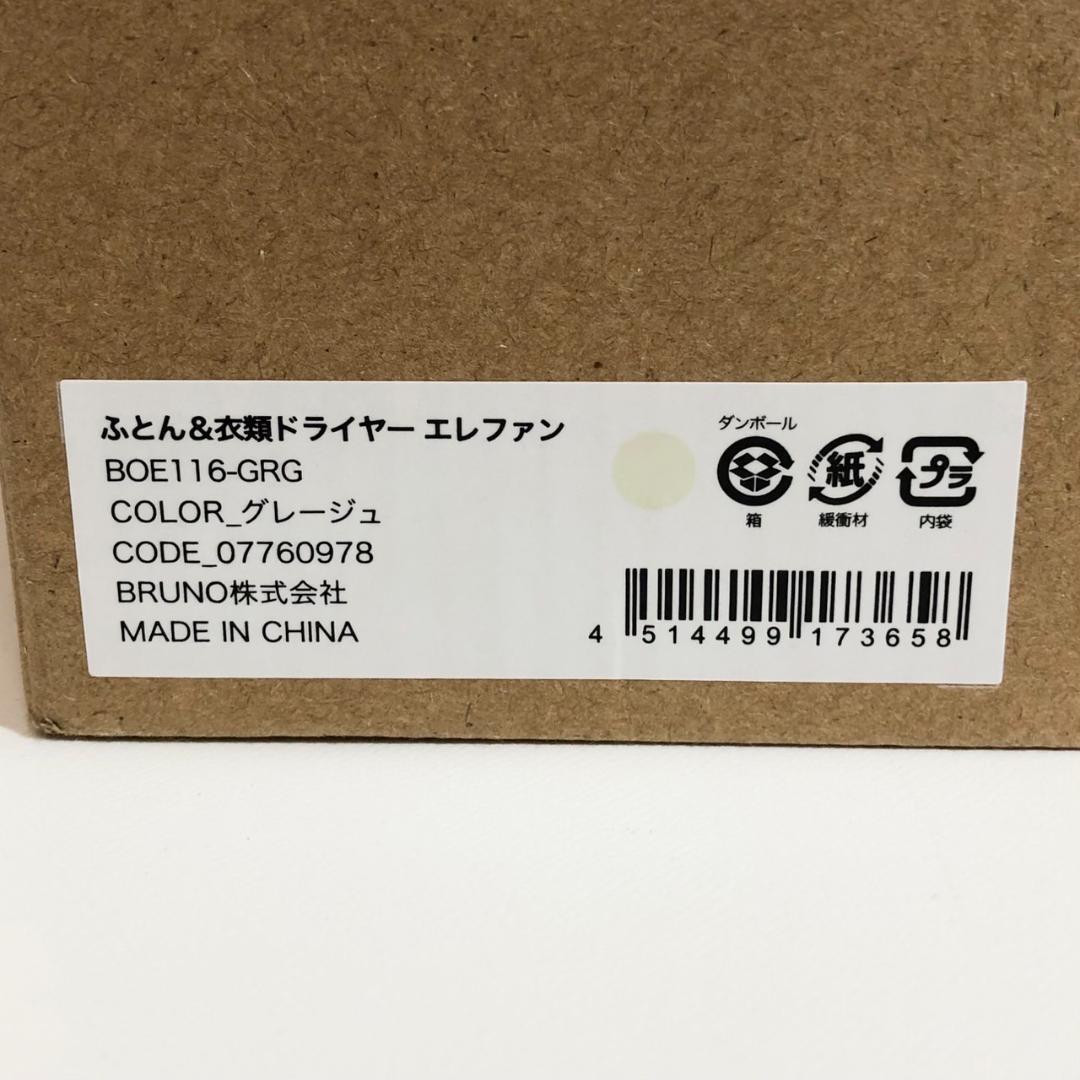 ふとん&衣類ドライヤー エレファン
BOE116-GRG
COLOR_グレージュ
CODE_07760978
BRUNO株式会社
MADE IN CHINA
ダンボール
箱
紙
緩衝材
プラ
内袋
4 514499 173658